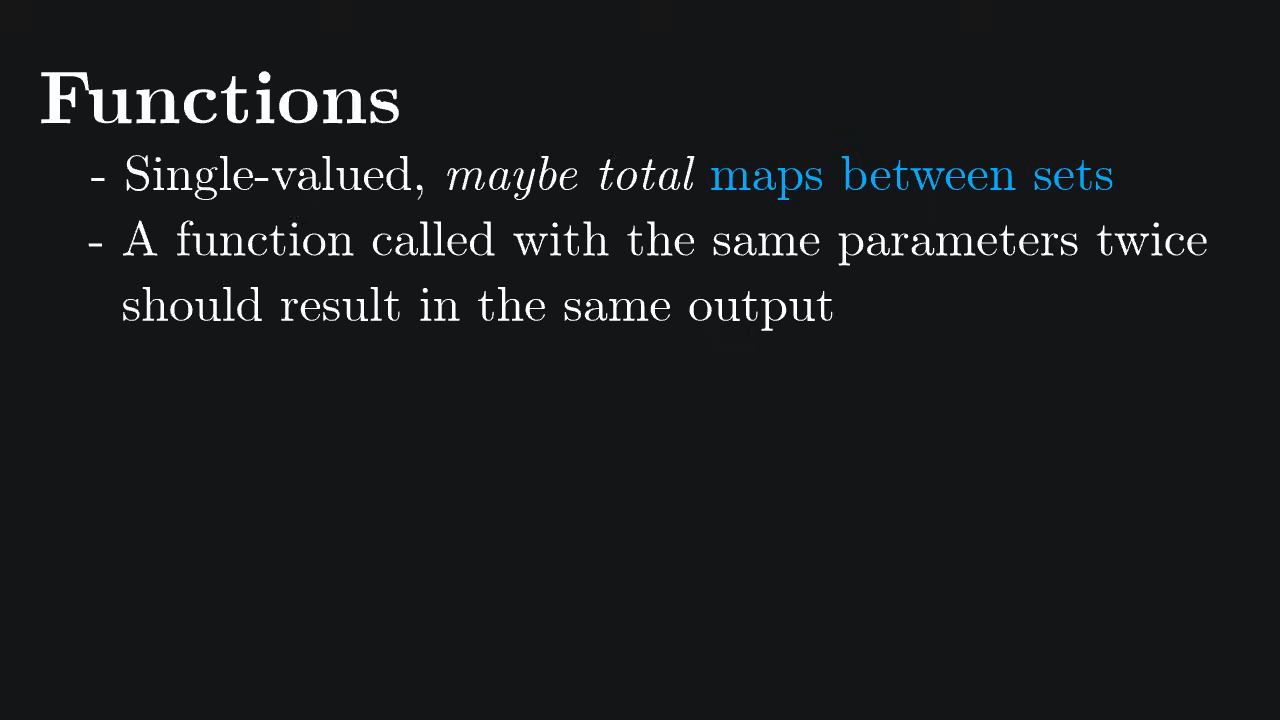 Functions
- Single-valued, maybe total maps between sets
- A function called with the same parameters twice
should result in the same output